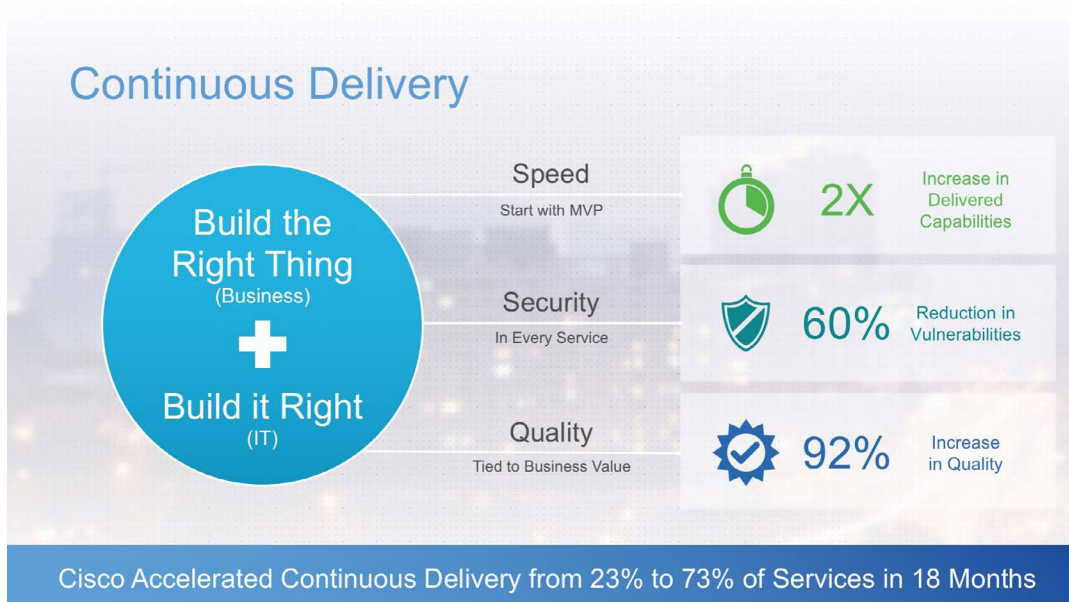 Continuous Delivery
Build the
Right Thing
(Business)
Build it Right
(IT)
Speed
Start with MVP
2X
Increase in
Delivered
Capabilities
Security
In Every Service
60%
Reduction in
Vulnerabilities
Quality
Tied to Business Value
92%
Increase
in Quality
Cisco Accelerated Continuous Delivery from 23% to 73% of Services in 18 Months